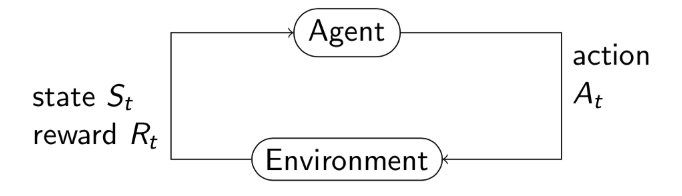 Agent
action
A_t
state S_t
reward R_t
Environment